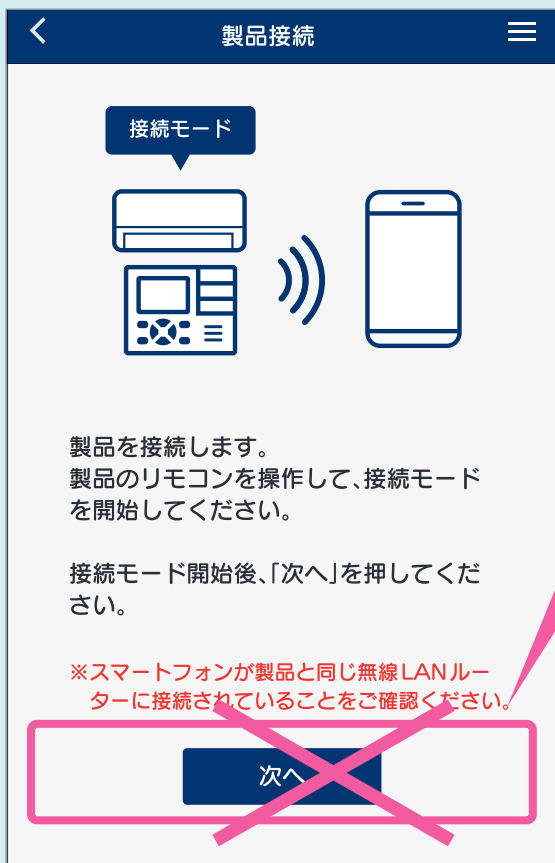 製品接続
接続モード
製品を接続します。
製品のリモコンを操作して、接続モード
を開始してください。
接続モード開始後、「次へ」を押してくだ
さい。
※スマートフォンが製品と同じ無線LANルー
ターに接続されていることをご確認ください。
次へ